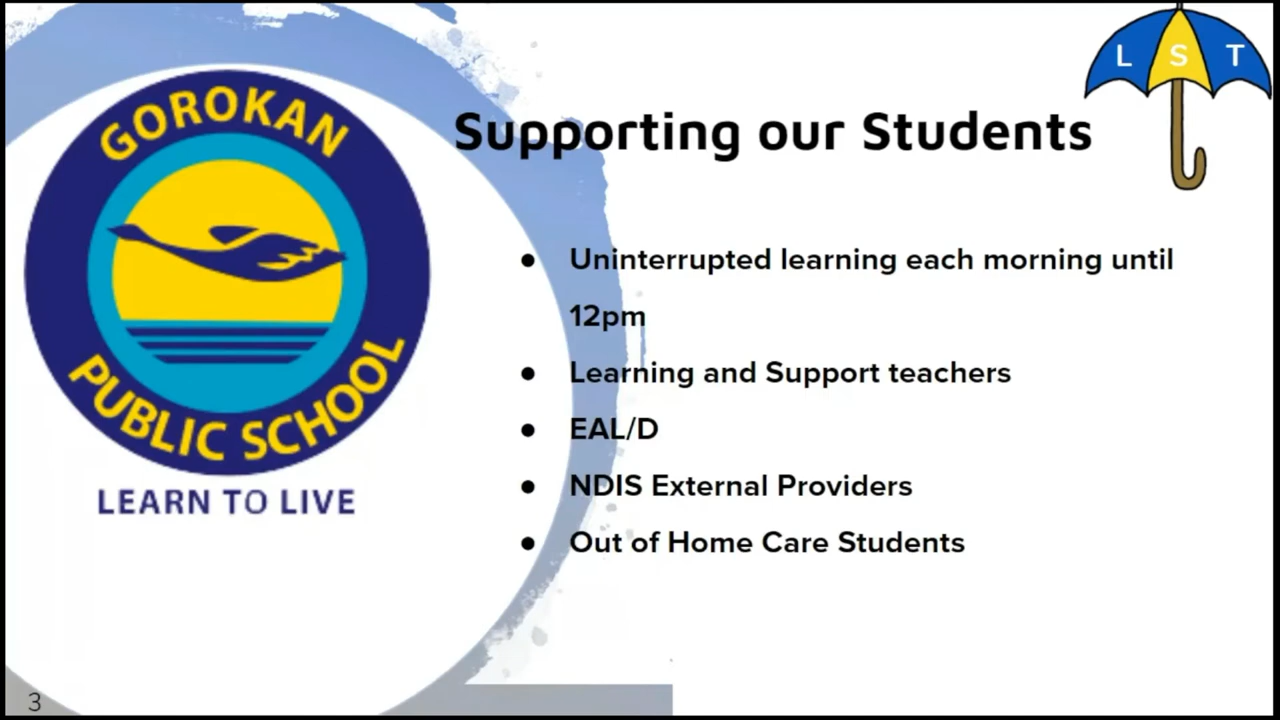 GOROKAN
PUBLIC SCHOOL
LEARN TO LIVE
L S T
Supporting our Students
● Uninterrupted learning each morning until
12pm
● Learning and Support teachers
● EAL/D
● NDIS External Providers
● Out of Home Care Students
3